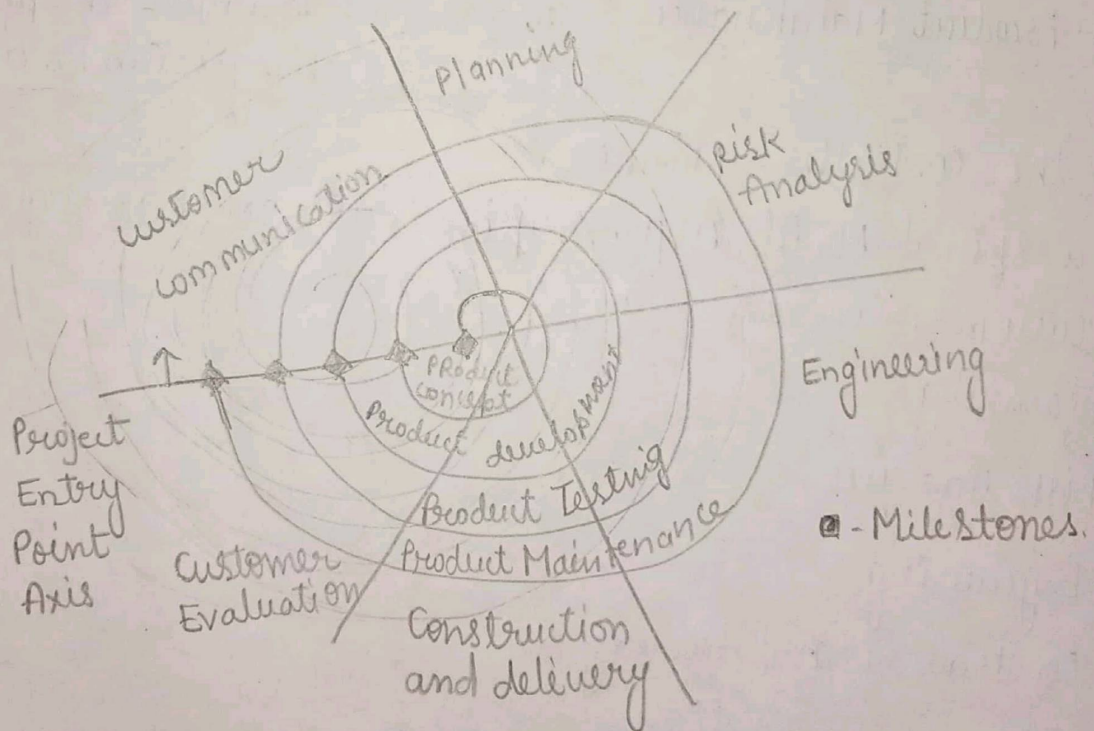 Planning
Risk
Analysis
Customer
communication
Engineering
Product
concept
Product development
Product Testing
Product Maintenance
Project
Entry
Point
Axis
Customer
Evaluation
Construction
and delivery
- Milestones.